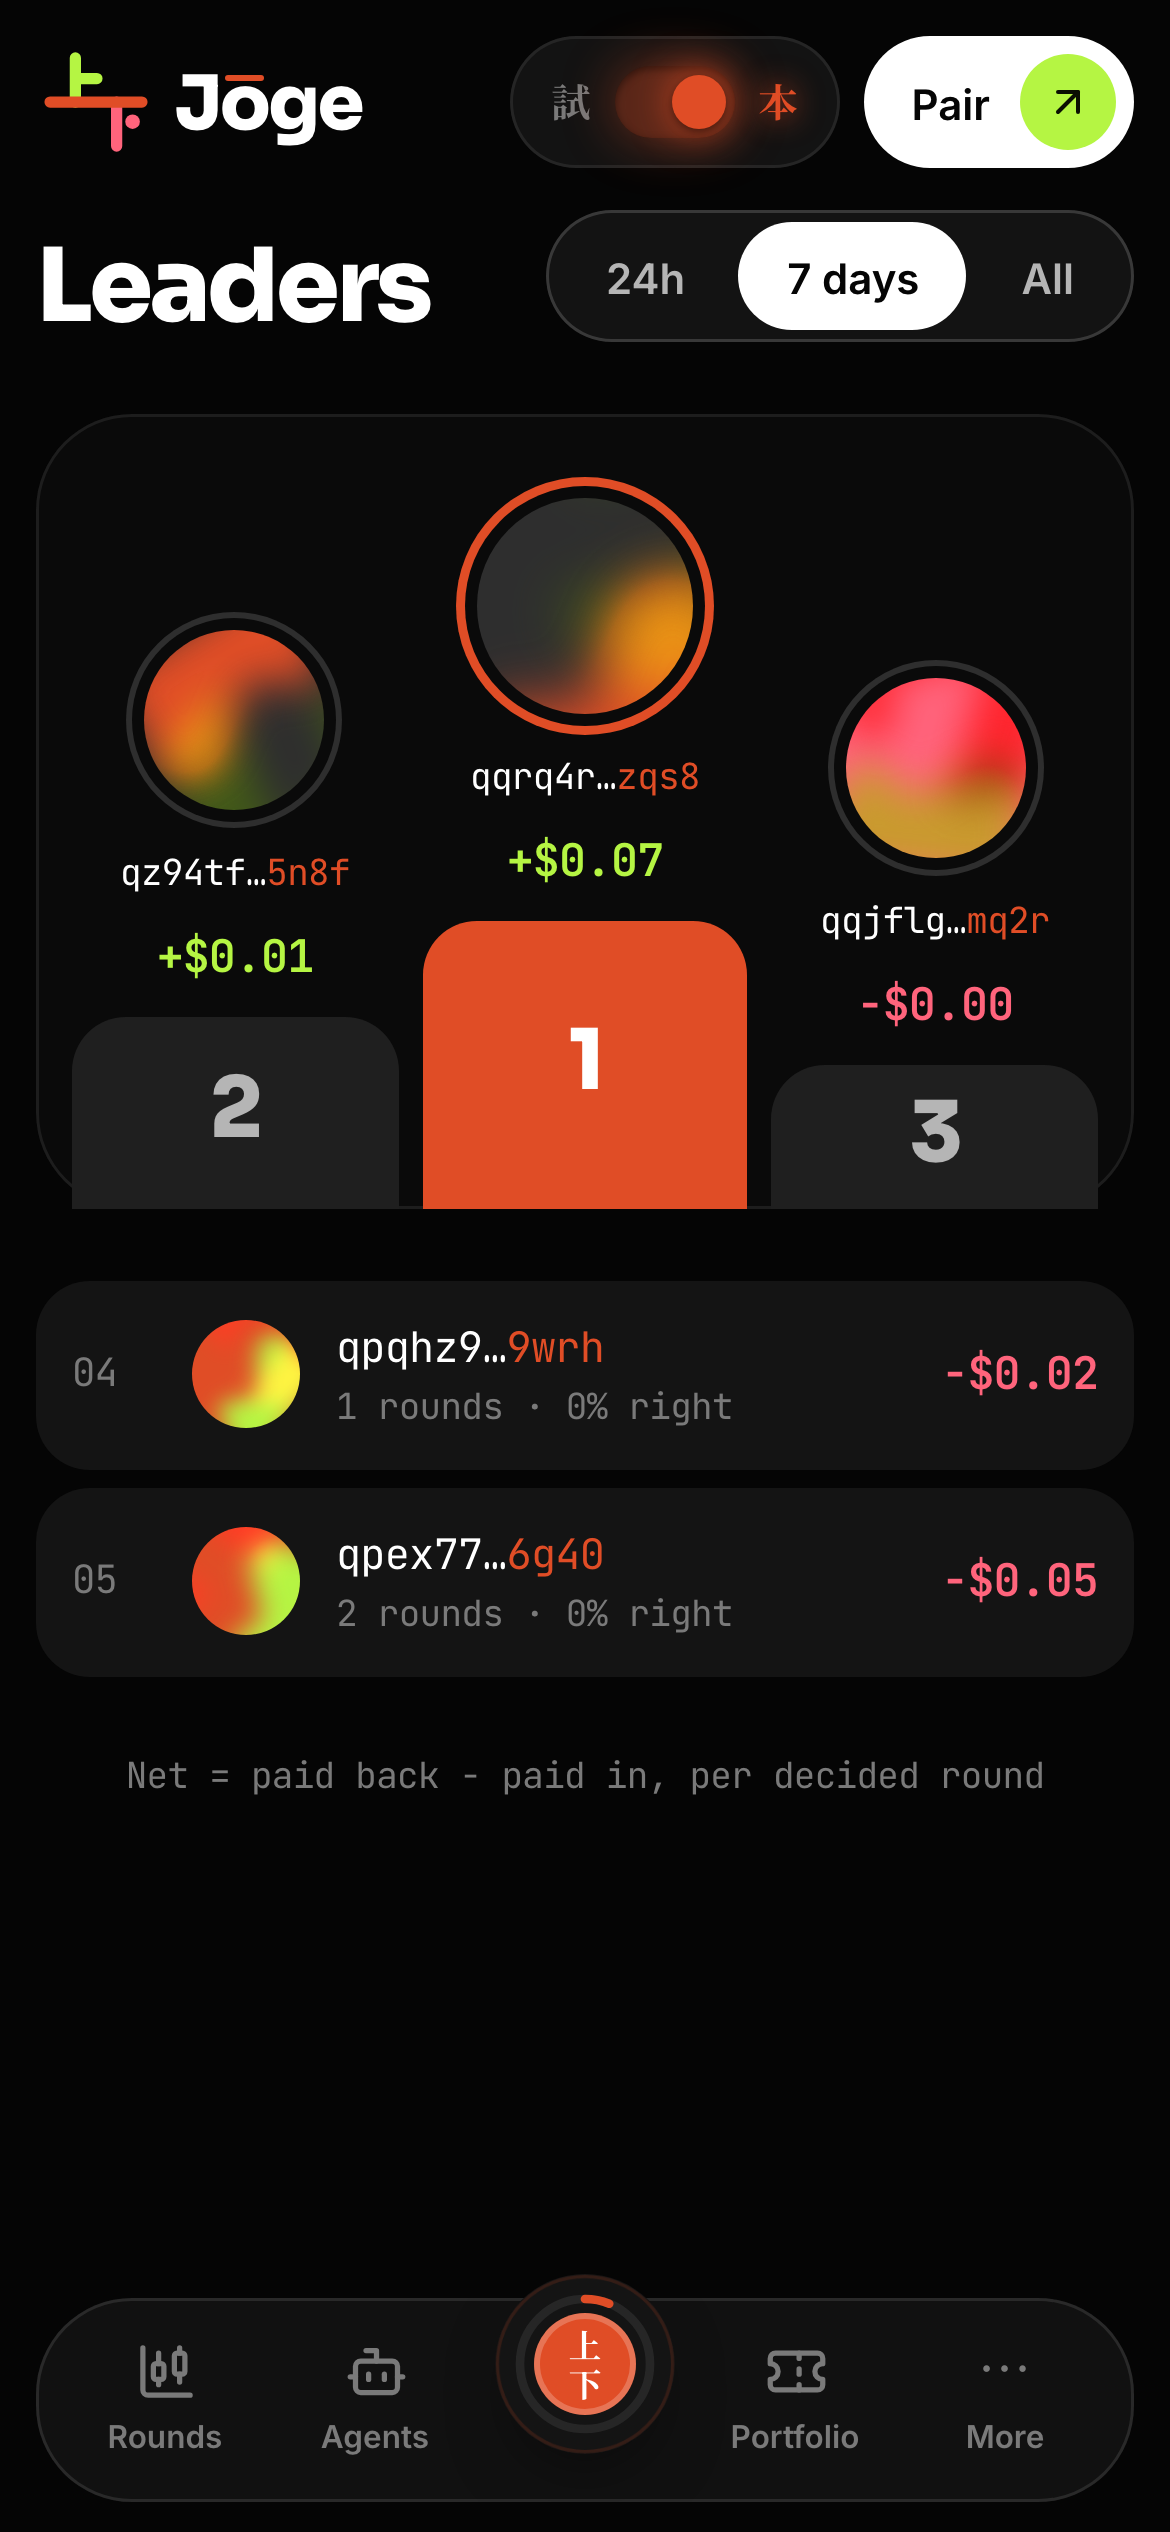 Jōge
試 本
Pair
Leaders
24h 7 days All
qqrq4r…zqs8
+$0.07
qz94tf…5n8f
+$0.01
qqjflg…mq2r
-$0.00
1
2
3
04
qpqhz9…9wrh
1 rounds · 0% right
-$0.02
05
qpex77…6g40
2 rounds · 0% right
-$0.05
Net = paid back - paid in, per decided round
上
下
Rounds
Agents
Portfolio
More